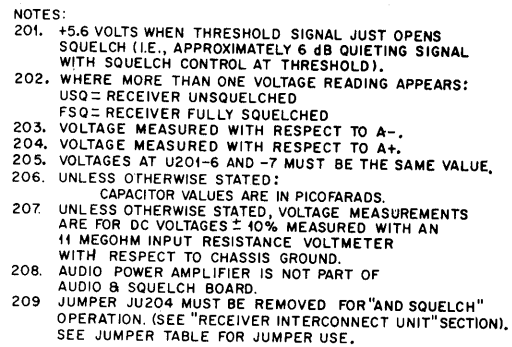 NOTES:
201. +5.6 VOLTS WHEN THRESHOLD SIGNAL JUST OPENS
SQUELCH (I.E., APPROXIMATELY 6 dB QUIETING SIGNAL
WITH SQUELCH CONTROL AT THRESHOLD).
202. WHERE MORE THAN ONE VOLTAGE READING APPEARS:
USQ = RECEIVER UNSQUELCHED
FSQ = RECEIVER FULLY SQUELCHED
203. VOLTAGE MEASURED WITH RESPECT TO A-.
204. VOLTAGE MEASURED WITH RESPECT TO A+.
205. VOLTAGES AT U201-6 AND -7 MUST BE THE SAME VALUE.
206. UNLESS OTHERWISE STATED:
CAPACITOR VALUES ARE IN PICOFARADS.
207. UNLESS OTHERWISE STATED, VOLTAGE MEASUREMENTS
ARE FOR DC VOLTAGES ± 10% MEASURED WITH AN
11 MEGOHM INPUT RESISTANCE VOLTMETER
WITH RESPECT TO CHASSIS GROUND.
208. AUDIO POWER AMPLIFIER IS NOT PART OF
AUDIO & SQUELCH BOARD.
209 JUMPER JU204 MUST BE REMOVED FOR "AND SQUELCH"
OPERATION. (SEE "RECEIVER INTERCONNECT UNIT" SECTION).
SEE JUMPER TABLE FOR JUMPER USE.